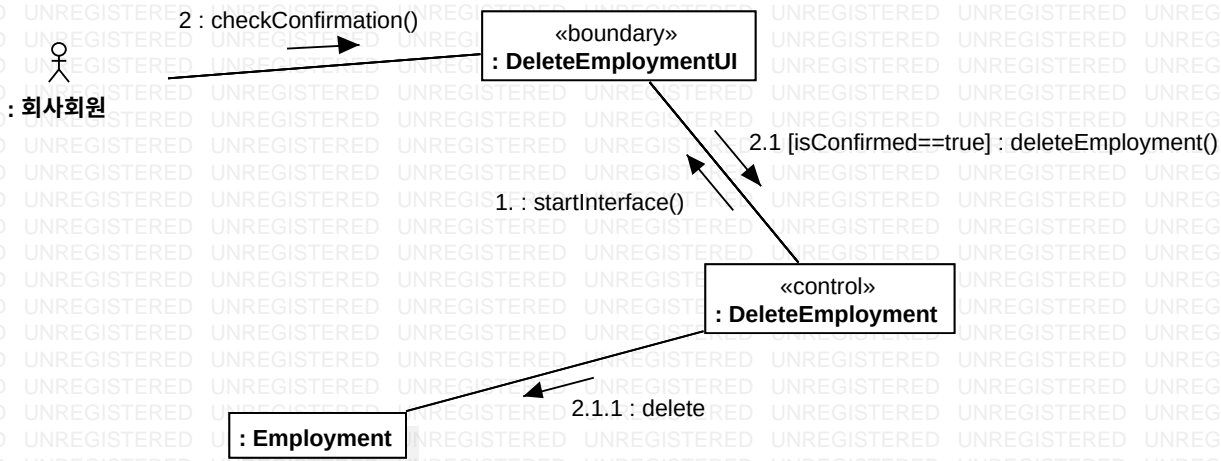 2 : checkConfirmation()
«boundary»
: DeleteEmploymentUI
: 회사회원
2.1 [isConfirmed==true] : deleteEmployment()
1. : startInterface()
«control»
: DeleteEmployment
2.1.1 : delete
: Employment
UNREGISTERED